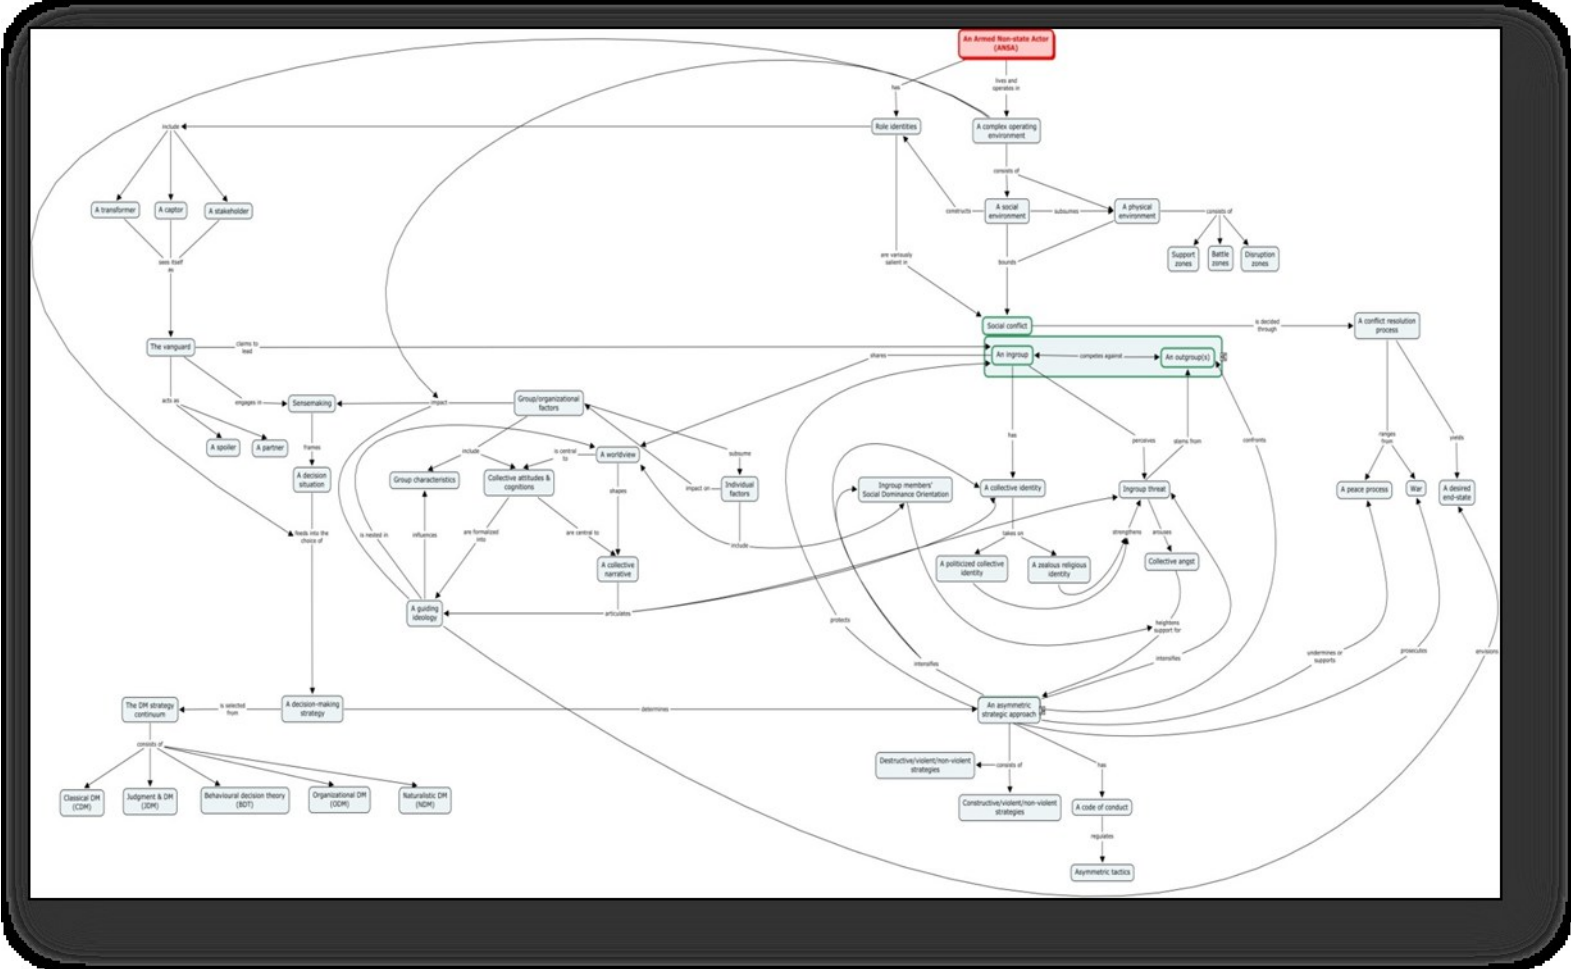 An Armed Non-state Actor
(ANSA)
has
lives and
operates in
include
Role identities
A complex operating
environment
consists of
A transformer
A captor
A stakeholder
constructs
A social
environment
subsumes
A physical
environment
consists of
sees itself
as
are variously
salient in
bounds
Support
zones
Battle
zones
Disruption
zones
Social conflict
is decided
through
A conflict resolution
process
The vanguard
claims to
lead
shares
An ingroup
competes against
An outgroup(s)
acts as
engages in
Sensemaking
impact
Group/organizational
factors
A spoiler
A partner
frames
include
is central
to
A worldview
subsume
has
perceives
stems from
confronts
ranges
from
yields
A decision
situation
Group characteristics
Collective attitudes &
cognitions
shapes
impact on
Individual
factors
Ingroup members'
Social Dominance Orientation
A collective identity
Ingroup threat
A peace process
War
A desired
end-state
feeds into the
choice of
is nested in
influences
are formalized
into
are central to
include
takes on
strengthens
arouses
A collective
narrative
A politicized collective
identity
A zealous religious
identity
Collective angst
A guiding
ideology
articulates
protects
heightens
support for
intensifies
intensifies
undermines or
supports
prosecutes
envisions
The DM strategy
continuum
is selected
from
A decision-making
strategy
determines
An asymmetric
strategic approach
consists of
Destructive/violent/non-violent
strategies
consists of
has
Classical DM
(CDM)
Judgment & DM
(JDM)
Behavioural decision theory
(BDT)
Organizational DM
(ODM)
Naturalistic DM
(NDM)
Constructive/violent/non-violent
strategies
A code of conduct
regulates
Asymmetric tactics